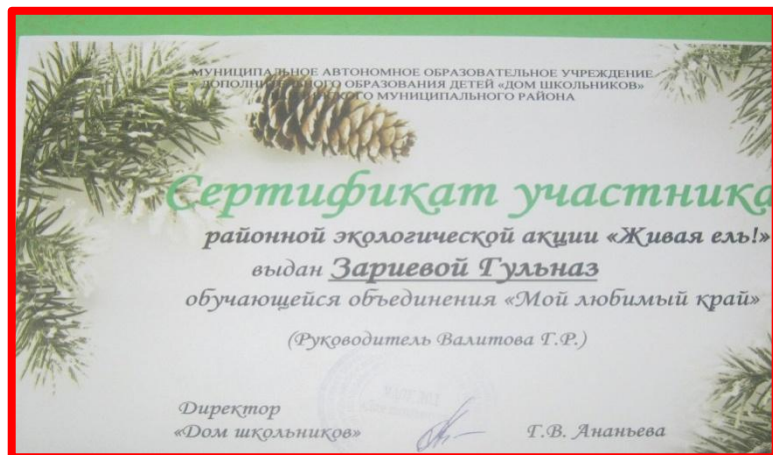 МУНИЦИПАЛЬНОЕ АВТОНОМНОЕ ОБРАЗОВАТЕЛЬНОЕ УЧРЕЖДЕНИЕ
ДОПОЛНИТЕЛЬНОГО ОБРАЗОВАНИЯ ДЕТЕЙ «ДОМ ШКОЛЬНИКОВ»
МУНИЦИПАЛЬНОГО РАЙОНА
Сертификат участника
районной экологической акции «Живая ель!»
выдан Зариевой Гульназ
обучающейся объединения «Мой любимый край»
(Руководитель Валитова Г.Р.)
Директор
«Дом школьников» Г.В. Ананьева